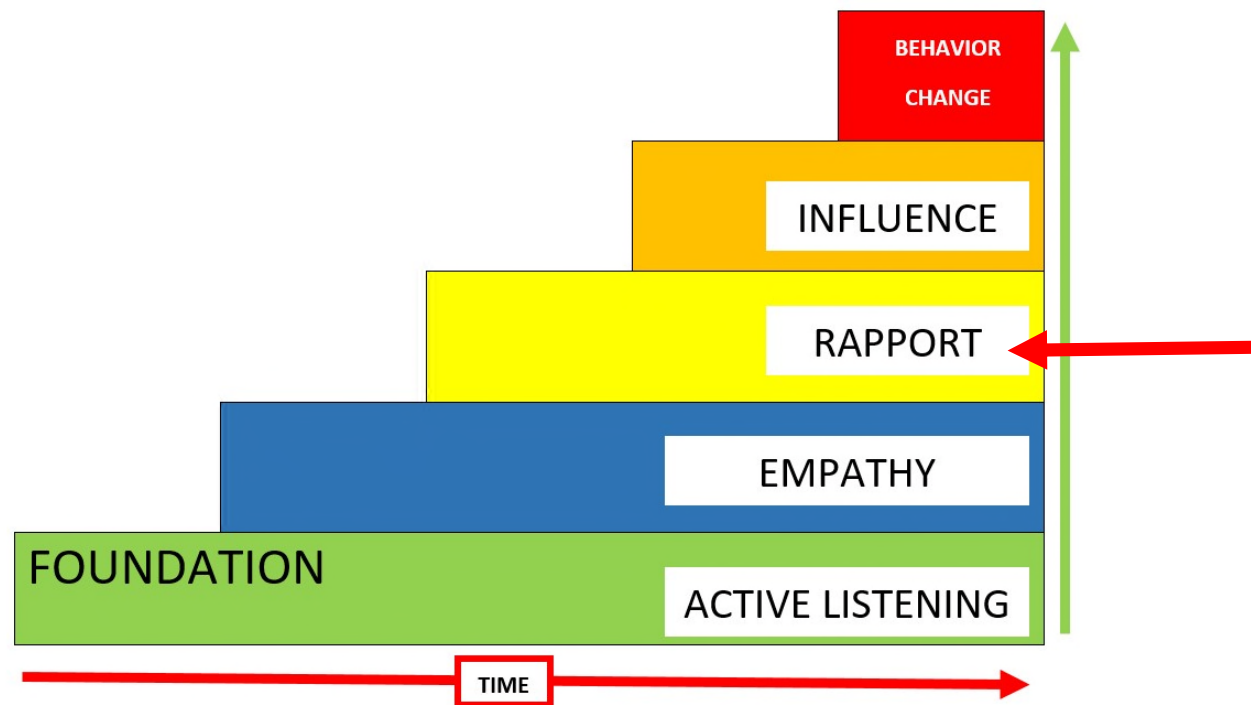 BEHAVIOR
CHANGE
INFLUENCE
RAPPORT
EMPATHY
FOUNDATION
ACTIVE LISTENING
TIME